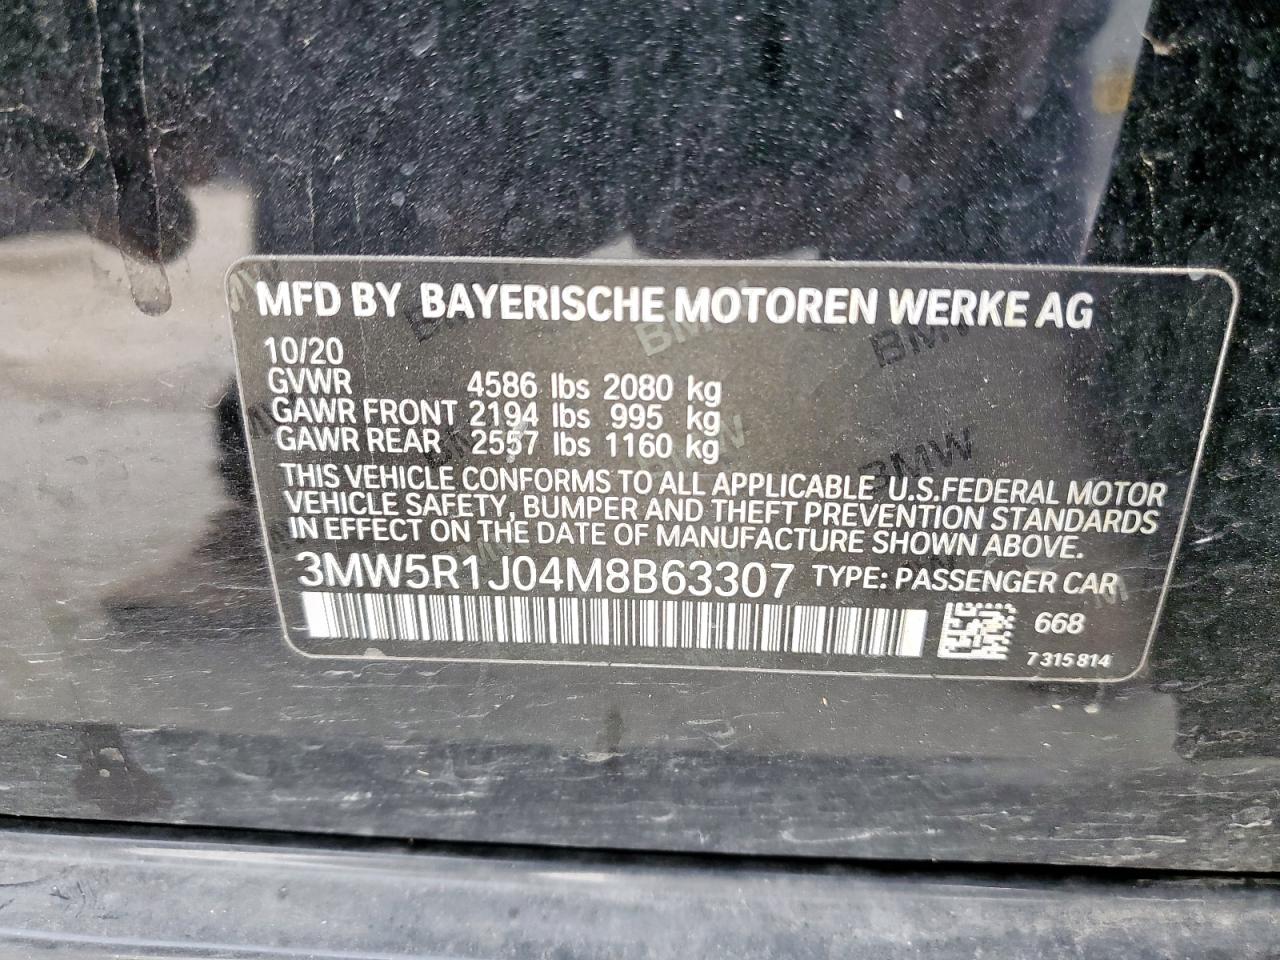 MFD BY BAYERISCHE MOTOREN WERKE AG
10/20
GVWR 4586 lbs 2080 kg
GAWR FRONT 2194 lbs 995 kg
GAWR REAR 2557 lbs 1160 kg
THIS VEHICLE CONFORMS TO ALL APPLICABLE U.S.FEDERAL MOTOR
VEHICLE SAFETY, BUMPER AND THEFT PREVENTION STANDARDS
IN EFFECT ON THE DATE OF MANUFACTURE SHOWN ABOVE.
3MW5R1J04M8B63307 TYPE: PASSENGER CAR
668
7 315 814